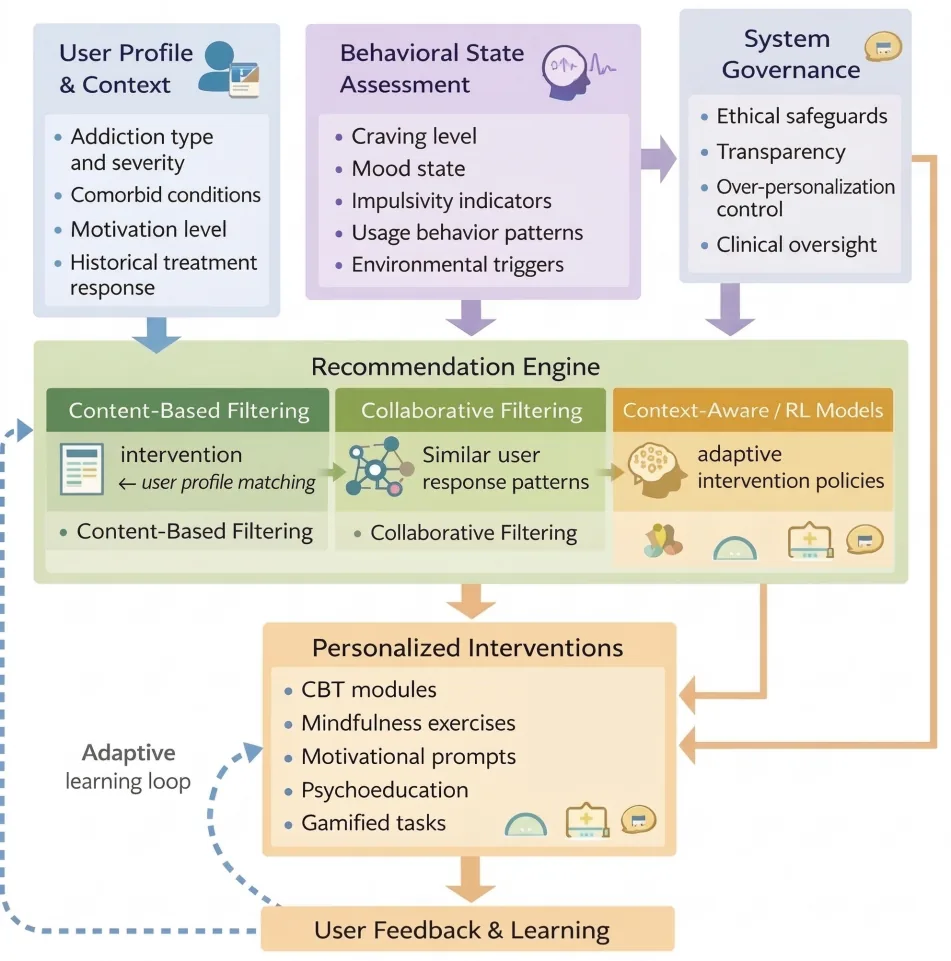 User Profile
& Context
• Addiction type
and severity
• Comorbid conditions
• Motivation level
• Historical treatment
response
Behavioral State
Assessment
• Craving level
• Mood state
• Impulsivity indicators
• Usage behavior patterns
• Environmental triggers
System
Governance
• Ethical safeguards
• Transparency
• Over-personalization
control
• Clinical oversight
Recommendation Engine
Content-Based Filtering
intervention
← user profile matching
• Content-Based Filtering
Collaborative Filtering
Similar user
response patterns
• Collaborative Filtering
Context-Aware / RL Models
adaptive
intervention policies
Personalized Interventions
• CBT modules
• Mindfulness exercises
• Motivational prompts
• Psychoeducation
• Gamified tasks
Adaptive
learning loop
User Feedback & Learning